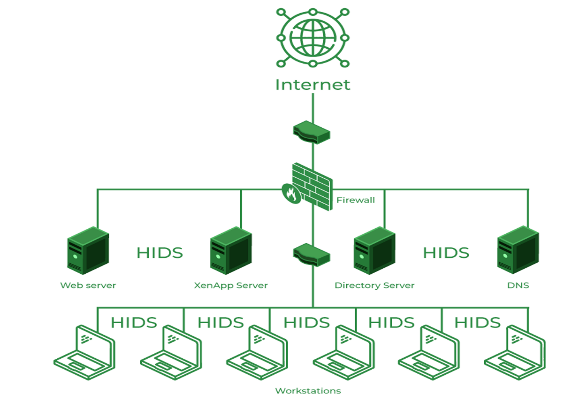 Internet
Firewall
HIDS HIDS
Web server XenApp Server Directory Server DNS
HIDS HIDS HIDS HIDS HIDS
Workstations